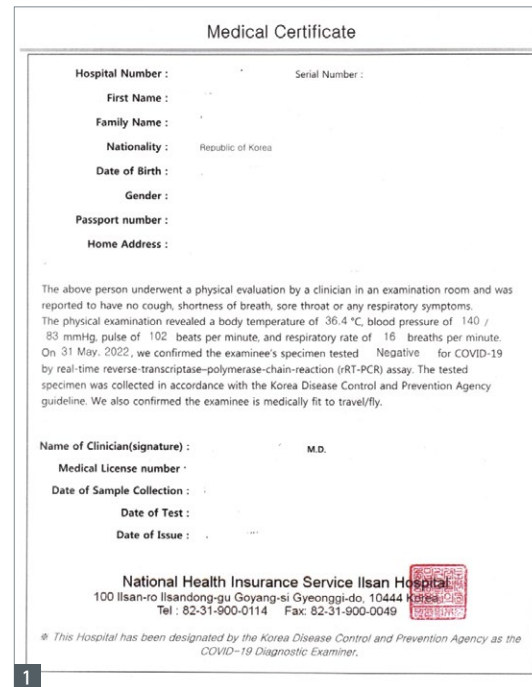 Medical Certificate
Hospital Number : Serial Number :
First Name :
Family Name :
Nationality : Republic of Korea
Date of Birth :
Gender :
Passport number :
Home Address :
The above person underwent a physical evaluation by a clinician in an examination room and was
reported to have no cough, shortness of breath, sore throat or any respiratory symptoms.
The physical examination revealed a body temperature of 36.4 °C, blood pressure of 140 /
83 mmHg, pulse of 102 beats per minute, and respiratory rate of 16 breaths per minute.
On 31 May. 2022, we confirmed the examinee's specimen tested Negative for COVID-19
by real-time reverse-transcriptase–polymerase-chain-reaction (rRT-PCR) assay. The tested
specimen was collected in accordance with the Korea Disease Control and Prevention Agency
guideline. We also confirmed the examinee is medically fit to travel/fly.
Name of Clinician(signature) : M.D.
Medical License number
Date of Sample Collection :
Date of Test :
Date of Issue :
National Health Insurance Service Ilsan Hospital
100 Ilsan-ro Ilsandong-gu Goyang-si Gyeonggi-do, 10444 Korea
Tel : 82-31-900-0114 Fax: 82-31-900-0049
※ This Hospital has been designated by the Korea Disease Control and Prevention Agency as the
COVID-19 Diagnostic Examiner.
1